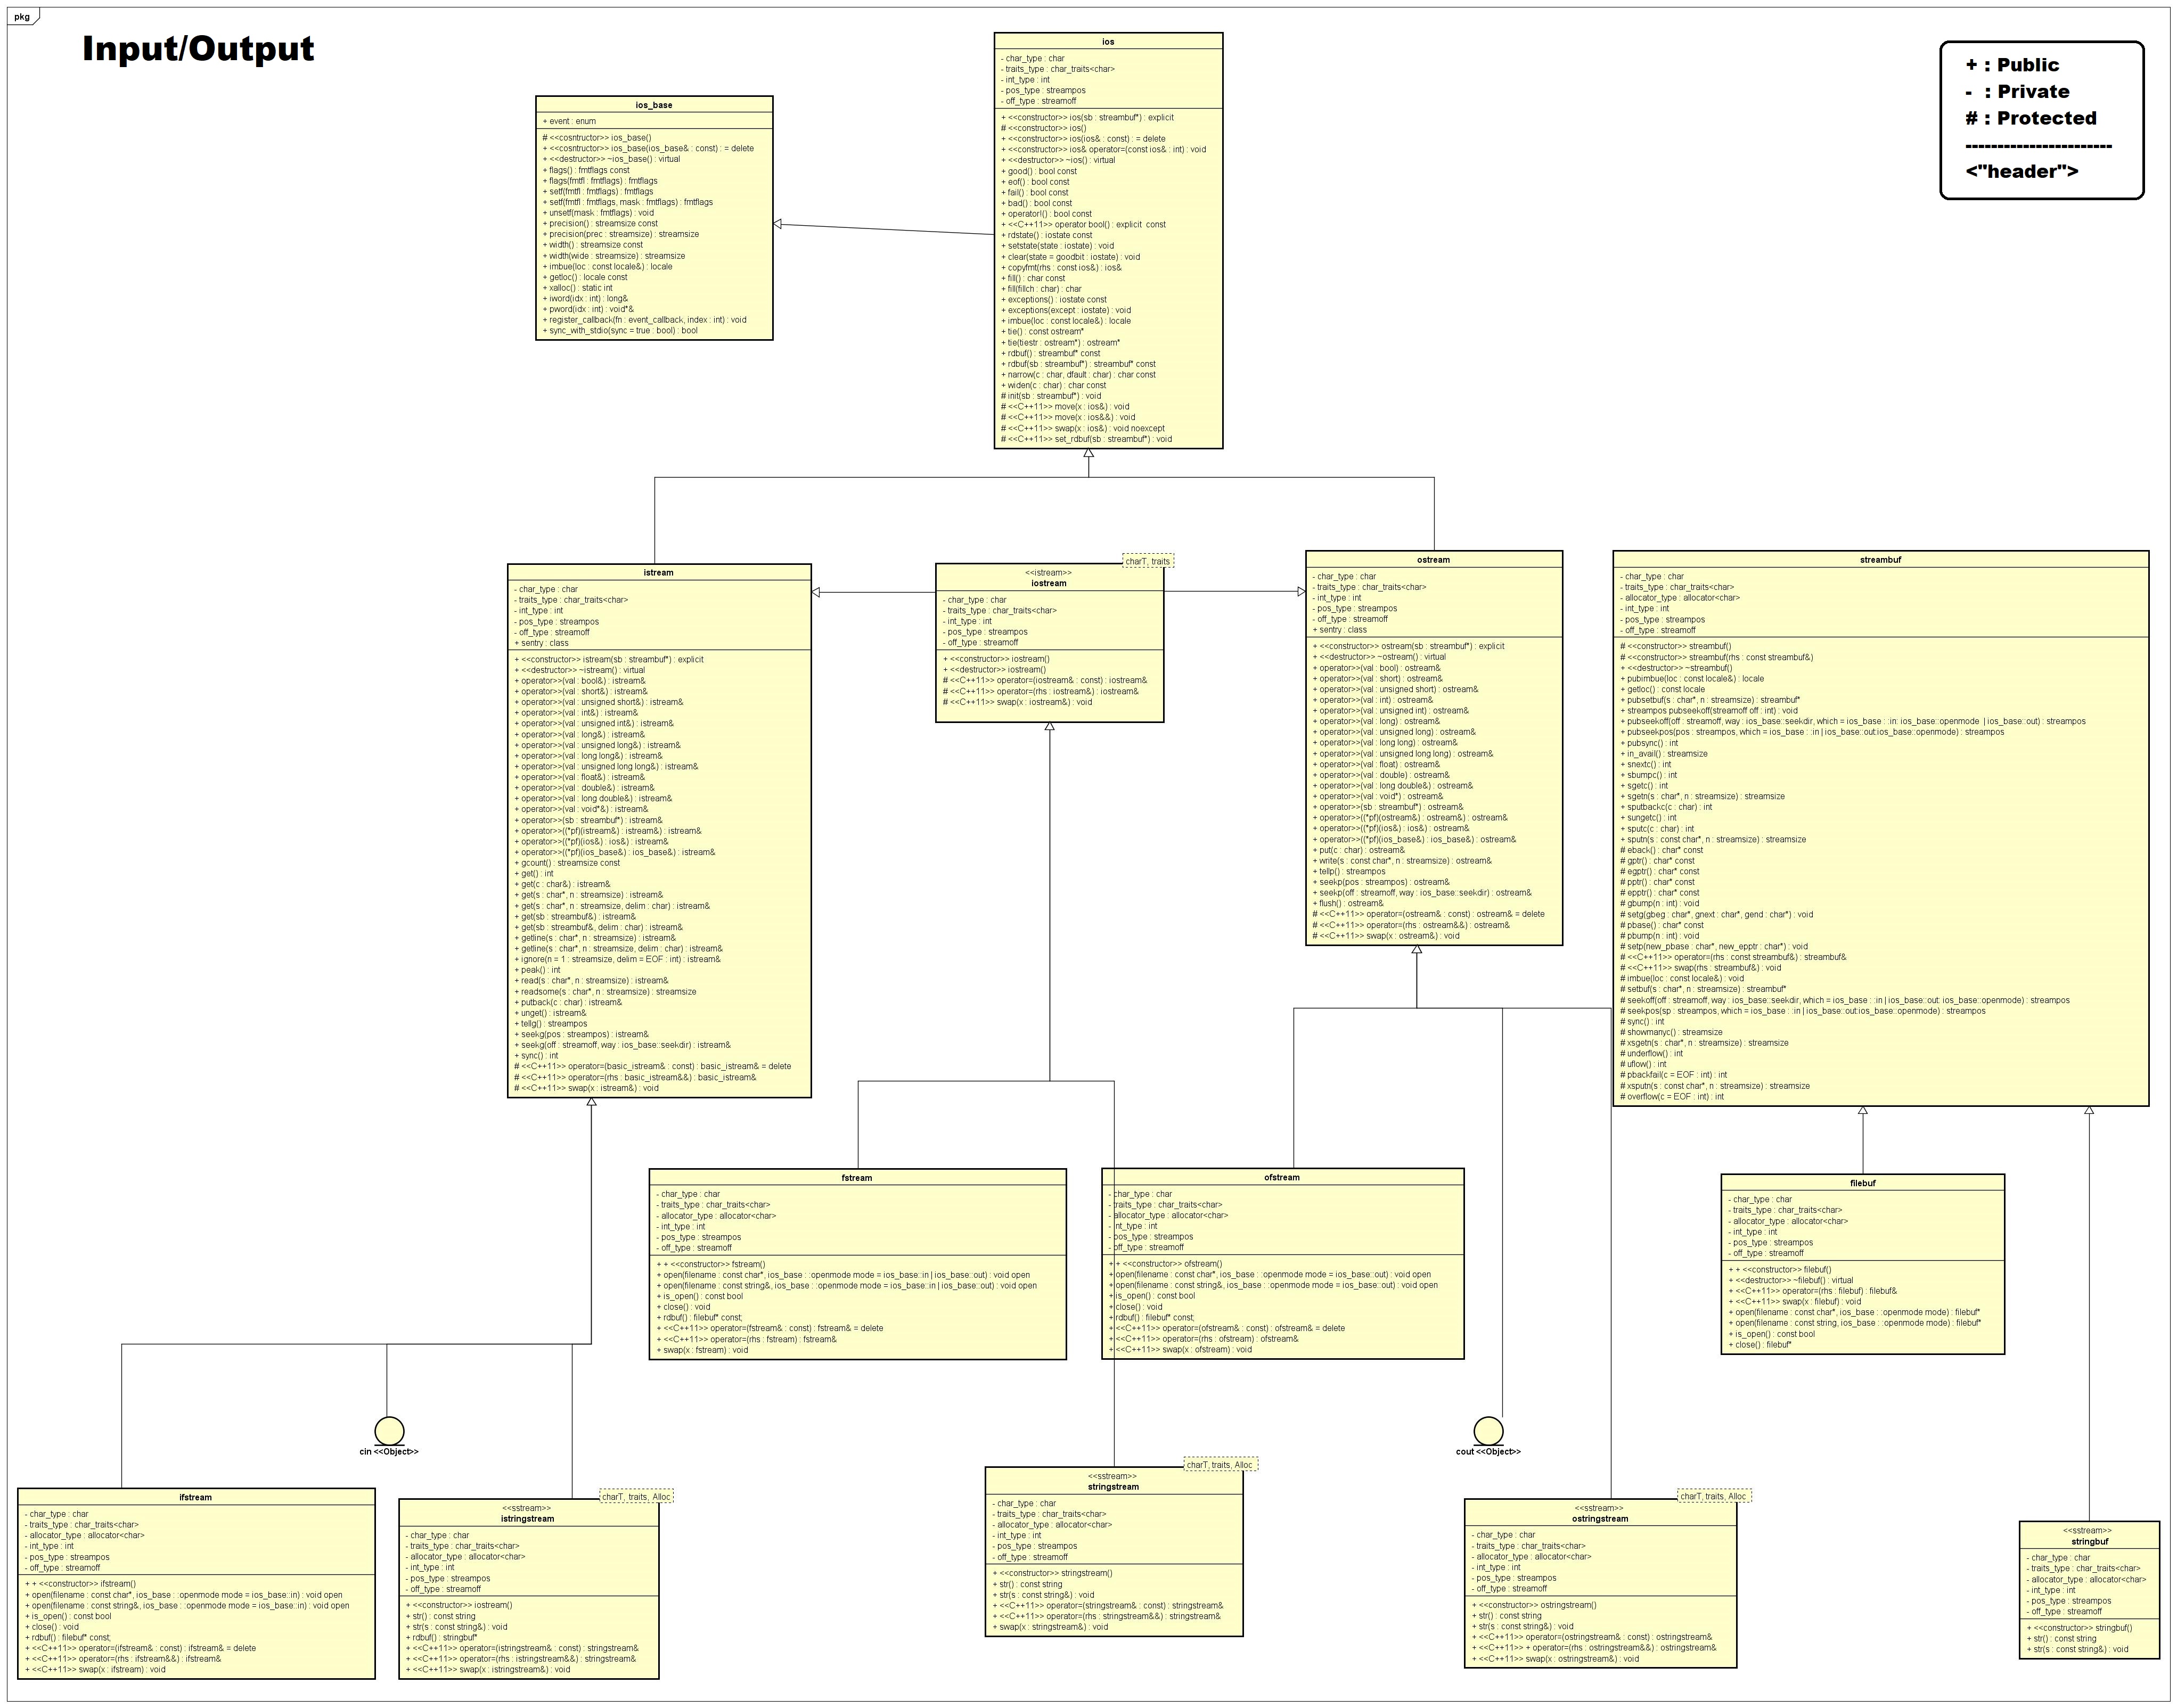 pkg
Input/Output
+ : Public
- : Private
# : Protected
-----------------------
<"header">
ios
- char_type : char
- traits_type : char_traits<char>
- int_type : int
- pos_type : streampos
- off_type : streamoff
+ <<constructor>> ios(sb : streambuf*) : explicit
# <<constructor>> ios()
+ <<constructor>> ios(ios& : const) : = delete
+ <<constructor>> ios& operator=(const ios& : int) : void
+ <<destructor>> ~ios() : virtual
+ good() : bool const
+ eof() : bool const
+ fail() : bool const
+ bad() : bool const
+ operator!() : bool const
+ <<C++11>> operator bool() : explicit  const
+ rdstate() : iostate const
+ setstate(state : iostate) : void
+ clear(state = goodbit : iostate) : void
+ copyfmt(rhs : const ios&) : ios&
+ fill() : char const
+ fill(fillch : char) : char
+ exceptions() : iostate const
+ exceptions(except : iostate) : void
+ imbue(loc : const locale&) : locale
+ tie() : const ostream*
+ tie(tiestr : ostream*) : ostream*
+ rdbuf() : streambuf* const
+ rdbuf(sb : streambuf*) : streambuf* const
+ narrow(c : char, dfault : char) : char const
+ widen(c : char) : char const
# init(sb : streambuf*) : void
# <<C++11>> move(x : ios&) : void
# <<C++11>> move(x : ios&&) : void
# <<C++11>> swap(x : ios&) : void noexcept
# <<C++11>> set_rdbuf(sb : streambuf*) : void
ios_base
+ event : enum
# <<cosntructor>> ios_base()
+ <<cosntructor>> ios_base(ios_base& : const) : = delete
+ <<destructor>> ~ios_base() : virtual
+ flags() : fmtflags const
+ flags(fmtfl : fmtflags) : fmtflags
+ setf(fmtfl : fmtflags) : fmtflags
+ setf(fmtfl : fmtflags, mask : fmtflags) : fmtflags
+ unsetf(mask : fmtflags) : void
+ precision() : streamsize const
+ precision(prec : streamsize) : streamsize
+ width() : streamsize const
+ width(wide : streamsize) : streamsize
+ imbue(loc : const locale&) : locale
+ getloc() : locale const
+ xalloc() : static int
+ iword(idx : int) : long&
+ pword(idx : int) : void*&
+ register_callback(fn : event_callback, index : int) : void
+ sync_with_stdio(sync = true : bool) : bool
istream
- char_type : char
- traits_type : char_traits<char>
- int_type : int
- pos_type : streampos
- off_type : streamoff
+ sentry : class
+ <<constructor>> istream(sb : streambuf*) : explicit
+ <<destructor>> ~istream() : virtual
+ operator>>(val : bool&) : istream&
+ operator>>(val : short&) : istream&
+ operator>>(val : unsigned short&) : istream&
+ operator>>(val : int&) : istream&
+ operator>>(val : unsigned int&) : istream&
+ operator>>(val : long&) : istream&
+ operator>>(val : unsigned long&) : istream&
+ operator>>(val : long long&) : istream&
+ operator>>(val : unsigned long long&) : istream&
+ operator>>(val : float&) : istream&
+ operator>>(val : double&) : istream&
+ operator>>(val : long double&) : istream&
+ operator>>(val : void*&) : istream&
+ operator>>(sb : streambuf*) : istream&
+ operator>>((*pf)(istream&) : istream&) : istream&
+ operator>>((*pf)(ios&) : ios&) : istream&
+ operator>>((*pf)(ios_base&) : ios_base&) : istream&
+ gcount() : streamsize const
+ get() : int
+ get(c : char&) : istream&
+ get(s : char*, n : streamsize) : istream&
+ get(s : char*, n : streamsize, delim : char) : istream&
+ get(sb : streambuf&) : istream&
+ get(sb : streambuf&, delim : char) : istream&
+ getline(s : char*, n : streamsize) : istream&
+ getline(s : char*, n : streamsize, delim : char) : istream&
+ ignore(n = 1 : streamsize, delim = EOF : int) : istream&
+ peak() : int
+ read(s : char*, n : streamsize) : istream&
+ readsome(s : char*, n : streamsize) : streamsize
+ putback(c : char) : istream&
+ unget() : istream&
+ tellg() : streampos
+ seekg(pos : streampos) : istream&
+ seekg(off : streamoff, way : ios_base::seekdir) : istream&
+ sync() : int
# <<C++11>> operator=(basic_istream& : const) : basic_istream& = delete
# <<C++11>> operator=(rhs : basic_istream&&) : basic_istream&
# <<C++11>> swap(x : istream&) : void
charT, traits
<<istream>>
iostream
- char_type : char
- traits_type : char_traits<char>
- int_type : int
- pos_type : streampos
- off_type : streamoff
+ <<constructor>> iostream()
+ <<destructor>> iostream()
# <<C++11>> operator=(iostream& : const) : iostream&
# <<C++11>> operator=(rhs : iostream&) : iostream&
# <<C++11>> swap(x : iostream&) : void
ostream
- char_type : char
- traits_type : char_traits<char>
- int_type : int
- pos_type : streampos
- off_type : streamoff
+ sentry : class
+ <<constructor>> ostream(sb : streambuf*) : explicit
+ <<destructor>> ~ostream() : virtual
+ operator>>(val : bool) : ostream&
+ operator>>(val : short) : ostream&
+ operator>>(val : unsigned short) : ostream&
+ operator>>(val : int) : ostream&
+ operator>>(val : unsigned int) : ostream&
+ operator>>(val : long) : ostream&
+ operator>>(val : unsigned long) : ostream&
+ operator>>(val : long long) : ostream&
+ operator>>(val : unsigned long long) : ostream&
+ operator>>(val : float) : ostream&
+ operator>>(val : double) : ostream&
+ operator>>(val : long double&) : ostream&
+ operator>>(val : void*) : ostream&
+ operator>>(sb : streambuf*) : ostream&
+ operator>>((*pf)(ostream&) : ostream&) : ostream&
+ operator>>((*pf)(ios&) : ios&) : ostream&
+ operator>>((*pf)(ios_base&) : ios_base&) : ostream&
+ put(c : char) : ostream&
+ write(s : const char*, n : streamsize) : ostream&
+ tellp() : streampos
+ seekp(pos : streampos) : ostream&
+ seekp(off : streamoff, way : ios_base::seekdir) : ostream&
+ flush() : ostream&
# <<C++11>> operator=(ostream& : const) : ostream& = delete
# <<C++11>> operator=(rhs : ostream&&) : ostream&
# <<C++11>> swap(x : ostream&) : void
streambuf
- char_type : char
- traits_type : char_traits<char>
- allocator_type : allocator<char>
- int_type : int
- pos_type : streampos
- off_type : streamoff
# <<constructor>> streambuf()
# <<constructor>> streambuf(rhs : const streambuf&)
+ <<destructor>> ~streambuf()
+ pubimbue(loc : const locale&) : locale
+ getloc() : const locale
+ pubsetbuf(s : char*, n : streamsize) : streambuf*
+ streampos pubseekoff(streamoff off : int) : void
+ pubseekoff(off : streamoff, way : ios_base::seekdir, which = ios_base : :in: ios_base::openmode  | ios_base::out) : streampos
+ pubseekpos(pos : streampos, which = ios_base : :in | ios_base::out:ios_base::openmode) : streampos
+ pubsync() : int
+ in_avail() : streamsize
+ snextc() : int
+ sbumpc() : int
+ sgetc() : int
+ sgetn(s : char*, n : streamsize) : streamsize
+ sputbackc(c : char) : int
+ sungetc() : int
+ sputc(c : char) : int
+ sputn(s : const char*, n : streamsize) : streamsize
# eback() : char* const
# gptr() : char* const
# egptr() : char* const
# pptr() : char* const
# epptr() : char* const
# gbump(n : int) : void
# setg(gbeg : char*, gnext : char*, gend : char*) : void
# pbase() : char* const
# pbump(n : int) : void
# setp(new_pbase : char*, new_epptr : char*) : void
# <<C++11>> operator=(rhs : const streambuf&) : streambuf&
# <<C++11>> swap(rhs : streambuf&) : void
# imbue(loc : const locale&) : void
# setbuf(s : char*, n : streamsize) : streambuf*
# seekoff(off : streamoff, way : ios_base::seekdir, which = ios_base : :in | ios_base::out: ios_base::openmode) : streampos
# seekpos(sp : streampos, which = ios_base : :in | ios_base::out:ios_base::openmode) : streampos
# sync() : int
# showmanyc() : streamsize
# xsgetn(s : char*, n : streamsize) : streamsize
# underflow() : int
# uflow() : int
# pbackfail(c = EOF : int) : int
# xsputn(s : const char*, n : streamsize) : streamsize
# overflow(c = EOF : int) : int
fstream
- char_type : char
- traits_type : char_traits<char>
- allocator_type : allocator<char>
- int_type : int
- pos_type : streampos
- off_type : streamoff
+ + <<constructor>> fstream()
+ open(filename : const char*, ios_base : :openmode mode = ios_base::in | ios_base::out) : void open
+ open(filename : const string&, ios_base : :openmode mode = ios_base::in | ios_base::out) : void open
+ is_open() : const bool
+ close() : void
+ rdbuf() : filebuf* const;
+ <<C++11>> operator=(fstream& : const) : fstream& = delete
+ <<C++11>> operator=(rhs : fstream) : fstream&
+ swap(x : fstream) : void
ofstream
- char_type : char
- traits_type : char_traits<char>
- allocator_type : allocator<char>
- int_type : int
- pos_type : streampos
- off_type : streamoff
+ + <<constructor>> ofstream()
+ open(filename : const char*, ios_base : :openmode mode = ios_base::out) : void open
+ open(filename : const string&, ios_base : :openmode mode = ios_base::out) : void open
+ is_open() : const bool
+ close() : void
+ rdbuf() : filebuf* const;
+ <<C++11>> operator=(ofstream& : const) : ofstream& = delete
+ <<C++11>> operator=(rhs : ofstream) : ofstream&
+ <<C++11>> swap(x : ofstream) : void
filebuf
- char_type : char
- traits_type : char_traits<char>
- allocator_type : allocator<char>
- int_type : int
- pos_type : streampos
- off_type : streamoff
+ + <<constructor>> filebuf()
+ <<destructor>> ~filebuf() : virtual
+ <<C++11>> operator=(rhs : filebuf) : filebuf&
+ <<C++11>> swap(x : filebuf) : void
+ open(filename : const char*, ios_base : :openmode mode) : filebuf*
+ open(filename : const string, ios_base : :openmode mode) : filebuf*
+ is_open() : const bool
+ close() : filebuf*
cin <<Object>>
cout <<Object>>
ifstream
- char_type : char
- traits_type : char_traits<char>
- allocator_type : allocator<char>
- int_type : int
- pos_type : streampos
- off_type : streamoff
+ + <<constructor>> ifstream()
+ open(filename : const char*, ios_base : :openmode mode = ios_base::in) : void open
+ open(filename : const string&, ios_base : :openmode mode = ios_base::in) : void open
+ is_open() : const bool
+ close() : void
+ rdbuf() : filebuf* const;
+ <<C++11>> operator=(ifstream& : const) : ifstream& = delete
+ <<C++11>> operator=(rhs : ifstream&&) : ifstream&
+ <<C++11>> swap(x : ifstream) : void
charT, traits, Alloc
<<sstream>>
istringstream
- char_type : char
- traits_type : char_traits<char>
- allocator_type : allocator<char>
- int_type : int
- pos_type : streampos
- off_type : streamoff
+ <<constructor>> iostream()
+ str() : const string
+ str(s : const string&) : void
+ rdbuf() : stringbuf*
+ <<C++11>> operator=(istringstream& : const) : stringstream&
+ <<C++11>> operator=(rhs : istringstream&&) : stringstream&
+ <<C++11>> swap(x : istringstream&) : void
charT, traits, Alloc
<<sstream>>
stringstream
- char_type : char
- traits_type : char_traits<char>
- allocator_type : allocator<char>
- int_type : int
- pos_type : streampos
- off_type : streamoff
+ <<constructor>> stringstream()
+ str() : const string
+ str(s : const string&) : void
+ <<C++11>> operator=(stringstream& : const) : stringstream&
+ <<C++11>> operator=(rhs : stringstream&&) : stringstream&
+ swap(x : stringstream&) : void
charT, traits, Alloc
<<sstream>>
ostringstream
- char_type : char
- traits_type : char_traits<char>
- allocator_type : allocator<char>
- int_type : int
- pos_type : streampos
- off_type : streamoff
+ <<constructor>> ostringstream()
+ str() : const string
+ str(s : const string&) : void
+ <<C++11>> operator=(ostringstream& : const) : ostringstream&
+ <<C++11>> + operator=(rhs : ostringstream&&) : ostringstream&
+ <<C++11>> swap(x : ostringstream&) : void
<<sstream>>
stringbuf
- char_type : char
- traits_type : char_traits<char>
- allocator_type : allocator<char>
- int_type : int
- pos_type : streampos
- off_type : streamoff
+ <<constructor>> stringbuf()
+ str() : const string
+ str(s : const string&) : void